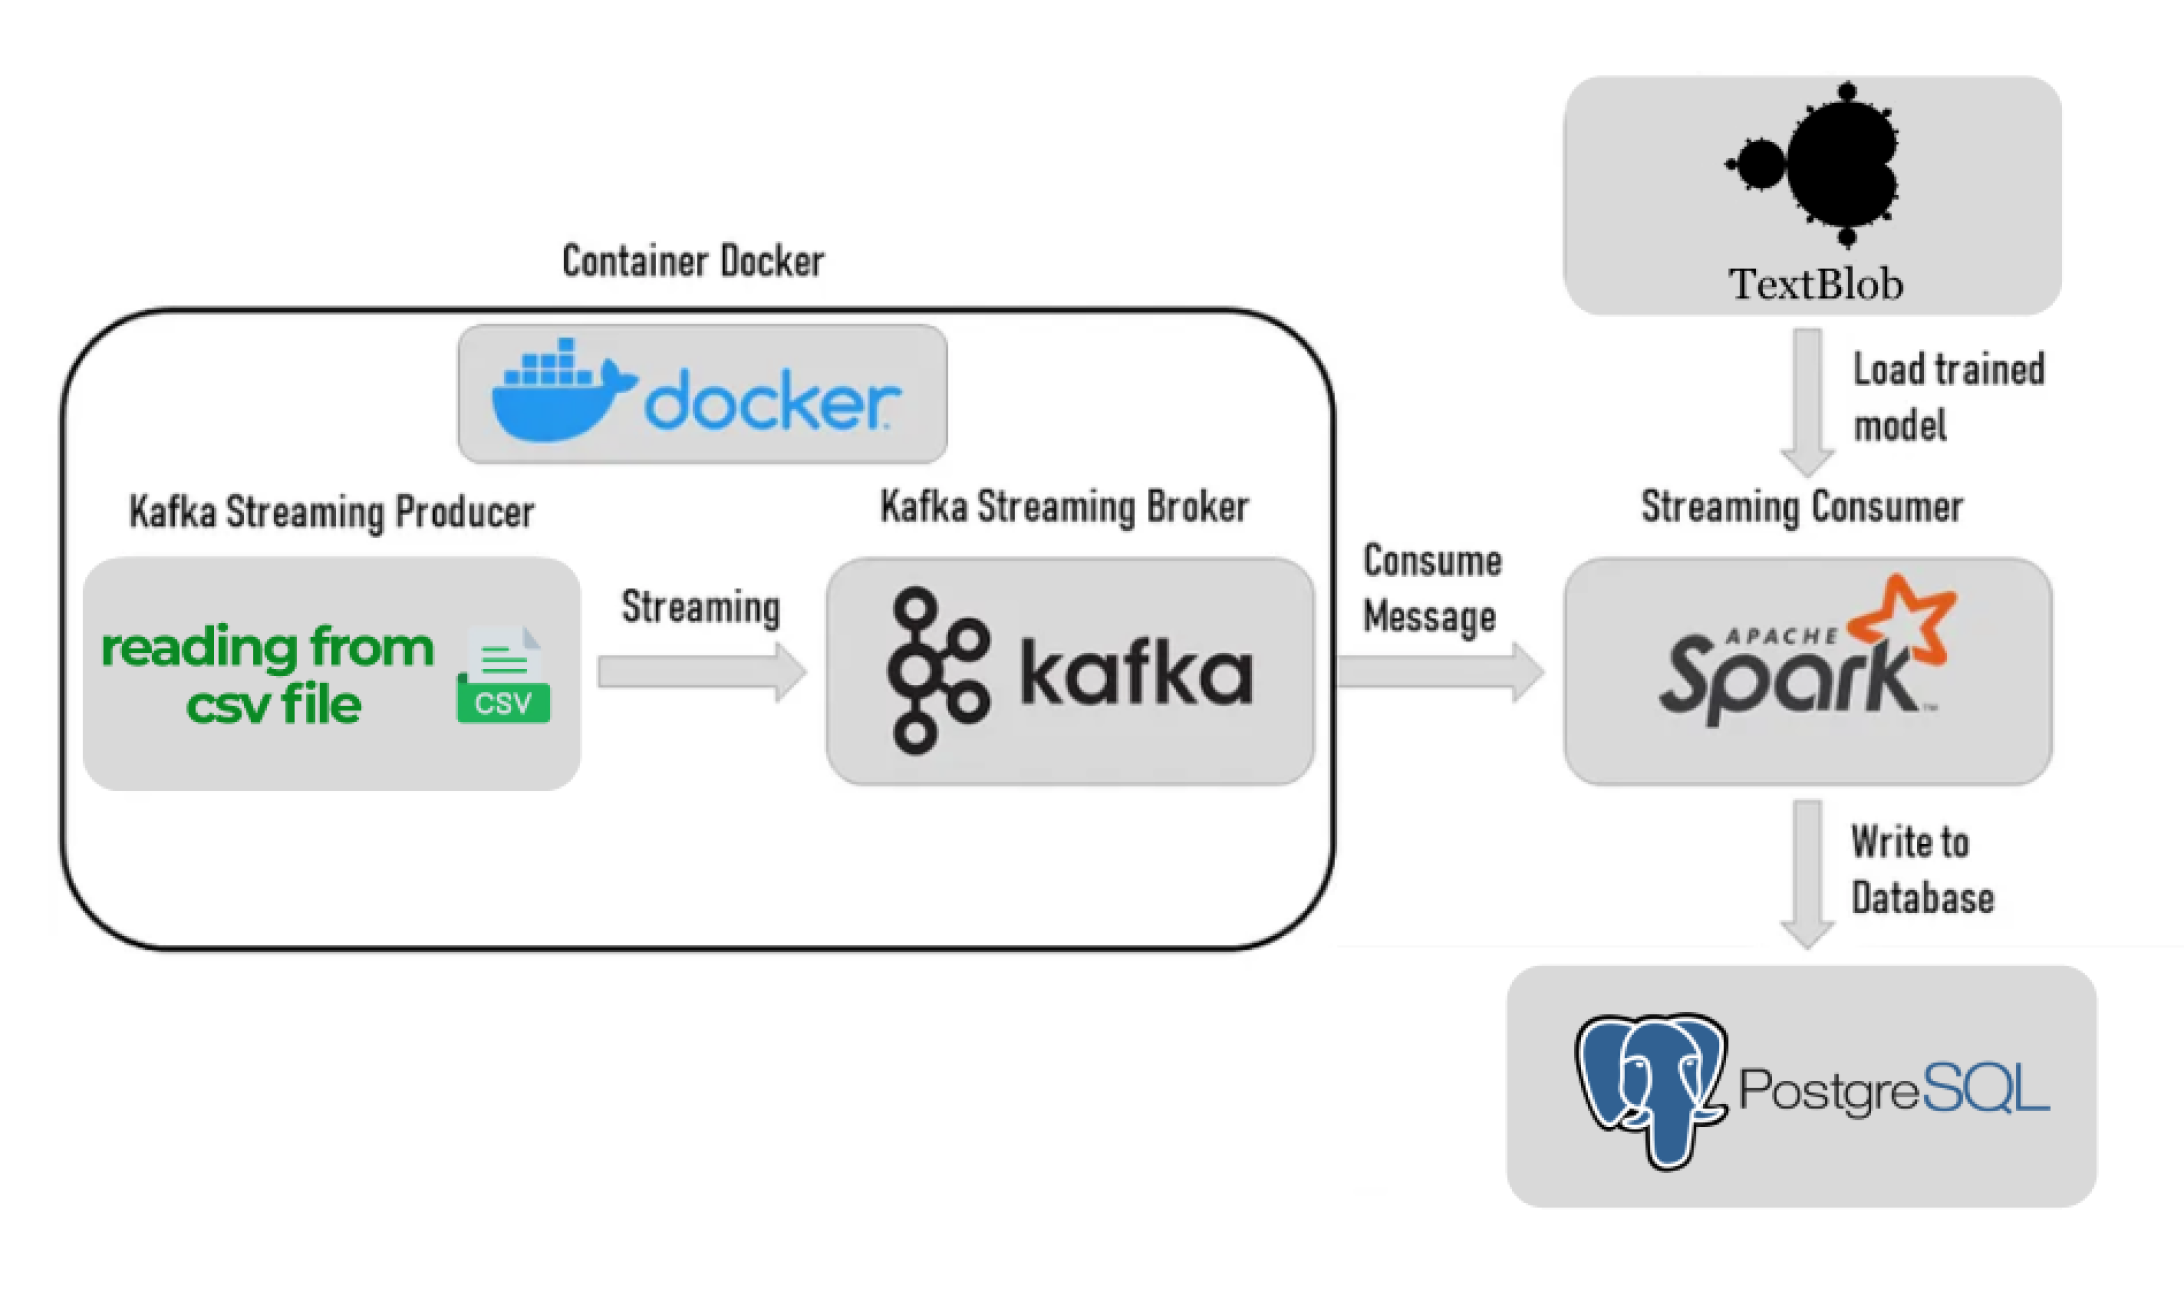 TextBlob
Container Docker
Load trained
model
docker
Kafka Streaming Producer
Kafka Streaming Broker
Streaming Consumer
reading from
csv file
CSV
Streaming
kafka
Consume
Message
APACHE
Spark™
Write to
Database
PostgreSQL